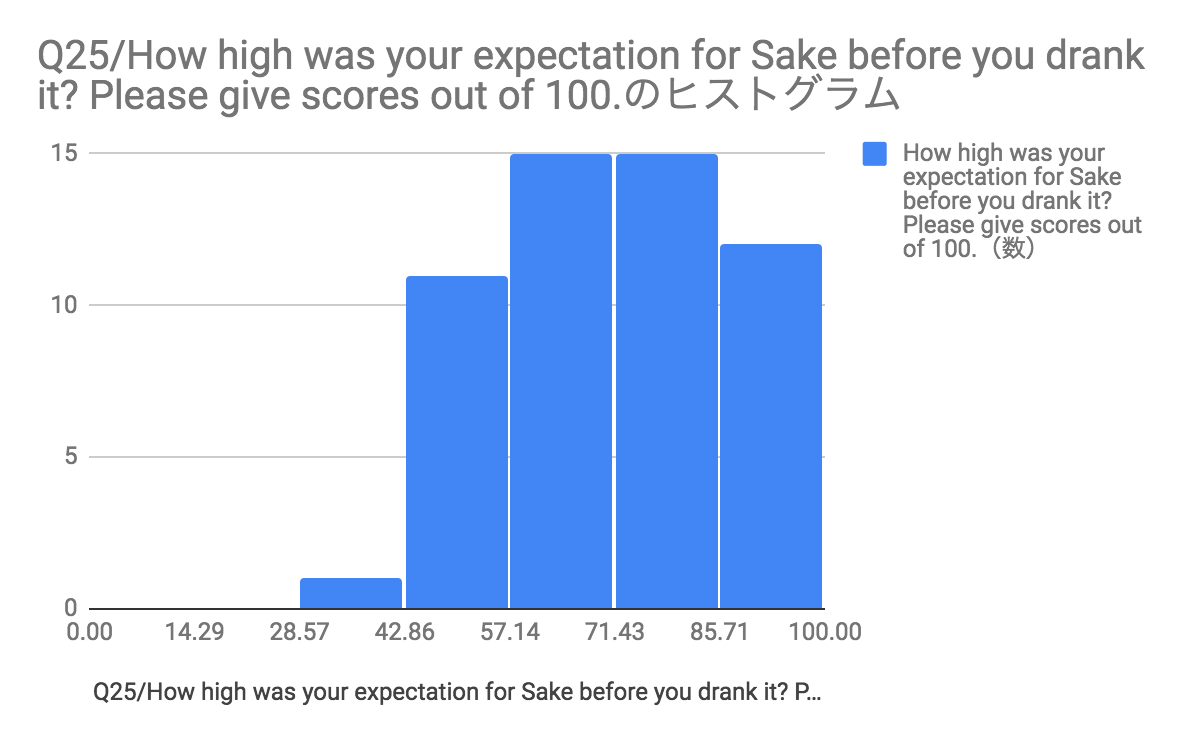 Q25/How high was your expectation for Sake before you drank
it? Please give scores out of 100.のヒストグラム
15
10
5
0
0.00 14.29 28.57 42.86 57.14 71.43 85.71 100.00
Q25/How high was your expectation for Sake before you drank it? P...
How high was your
expectation for Sake
before you drank it?
Please give scores out
of 100.（数）